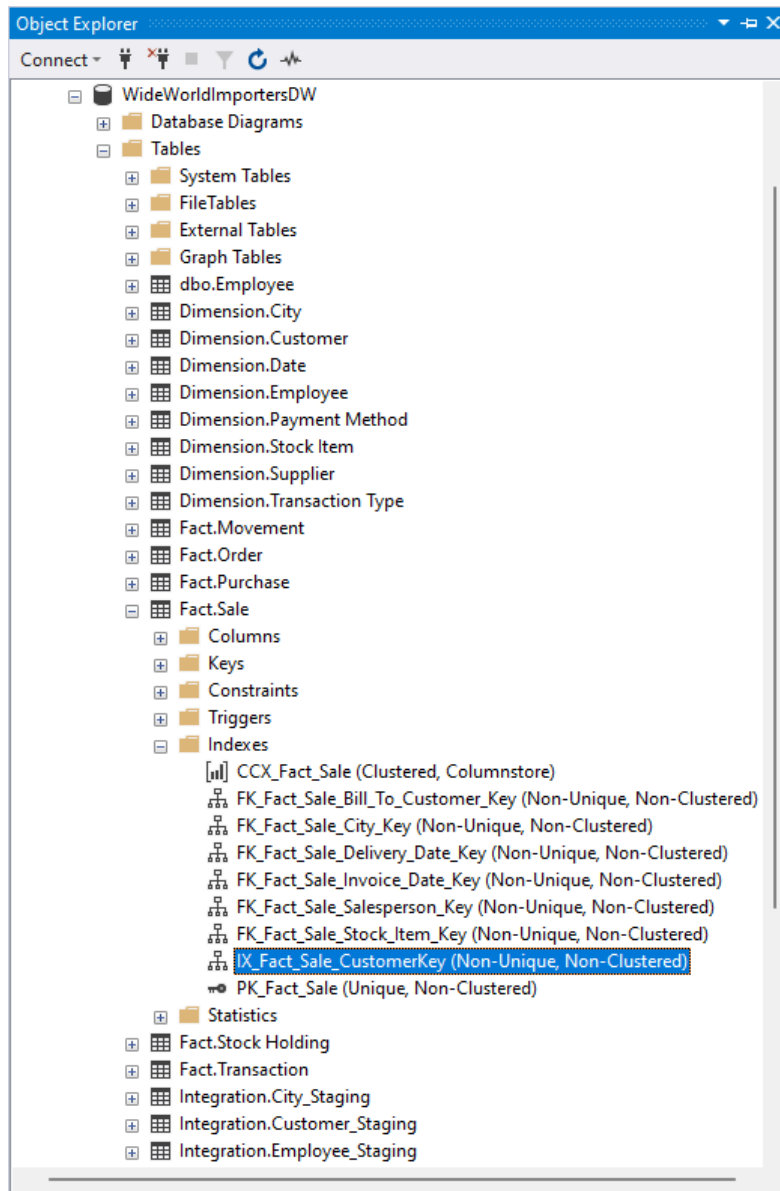 Object Explorer
Connect
WideWorldImportersDW
Database Diagrams
Tables
System Tables
FileTables
External Tables
Graph Tables
dbo.Employee
Dimension.City
Dimension.Customer
Dimension.Date
Dimension.Employee
Dimension.Payment Method
Dimension.Stock Item
Dimension.Supplier
Dimension.Transaction Type
Fact.Movement
Fact.Order
Fact.Purchase
Fact.Sale
Columns
Keys
Constraints
Triggers
Indexes
CCX_Fact_Sale (Clustered, Columnstore)
FK_Fact_Sale_Bill_To_Customer_Key (Non-Unique, Non-Clustered)
FK_Fact_Sale_City_Key (Non-Unique, Non-Clustered)
FK_Fact_Sale_Delivery_Date_Key (Non-Unique, Non-Clustered)
FK_Fact_Sale_Invoice_Date_Key (Non-Unique, Non-Clustered)
FK_Fact_Sale_Salesperson_Key (Non-Unique, Non-Clustered)
FK_Fact_Sale_Stock_Item_Key (Non-Unique, Non-Clustered)
IX_Fact_Sale_CustomerKey (Non-Unique, Non-Clustered)
PK_Fact_Sale (Unique, Non-Clustered)
Statistics
Fact.Stock Holding
Fact.Transaction
Integration.City_Staging
Integration.Customer_Staging
Integration.Employee_Staging